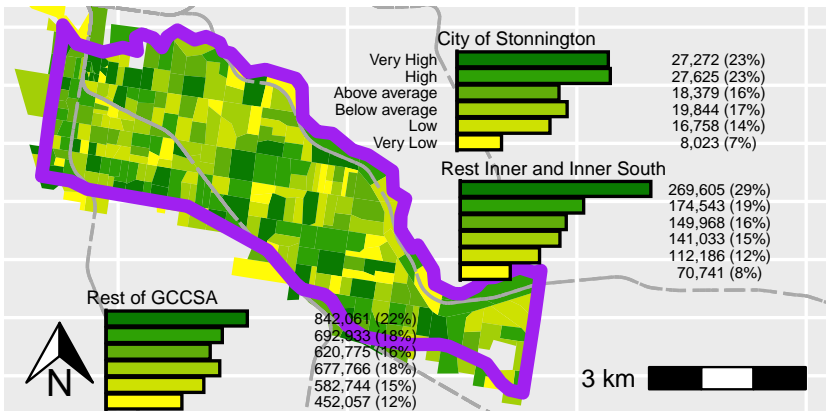 City of Stonnington
Very High 27,272 (23%)
High 27,625 (23%)
Above average 18,379 (16%)
Below average 19,844 (17%)
Low 16,758 (14%)
Very Low 8,023 (7%)
Rest Inner and Inner South
269,605 (29%)
174,543 (19%)
149,968 (16%)
141,033 (15%)
112,186 (12%)
70,741 (8%)
Rest of GCCSA
842,061 (22%)
692,933 (18%)
620,775 (16%)
677,766 (18%)
582,744 (15%)
452,057 (12%)
N
3 km